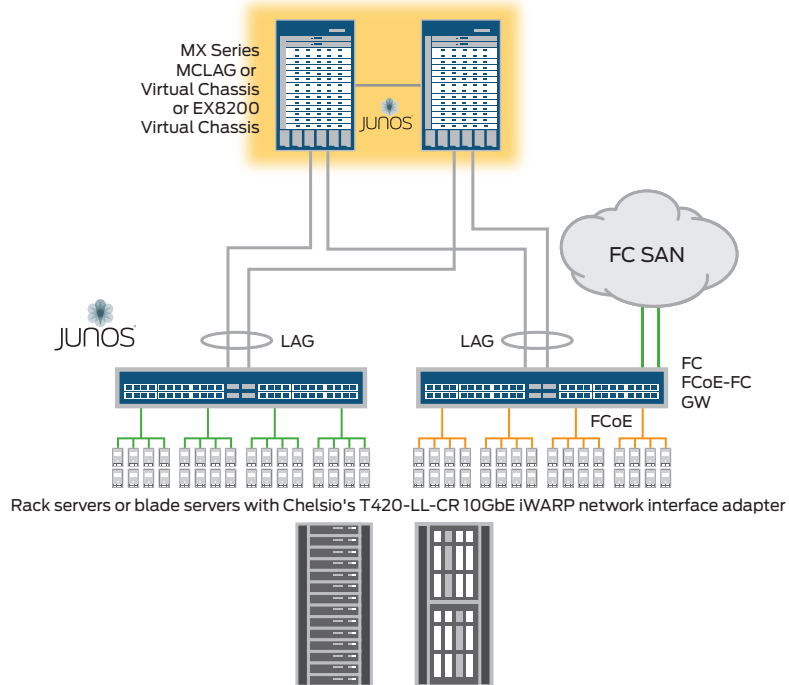 MX Series
MCLAG or
Virtual Chassis
or EX8200
Virtual Chassis
JUNOS
FC SAN
JUNOS
LAG
LAG
FC
FCoE-FC
GW
FCoE
Rack servers or blade servers with Chelsio's T420-LL-CR 10GbE iWARP network interface adapter